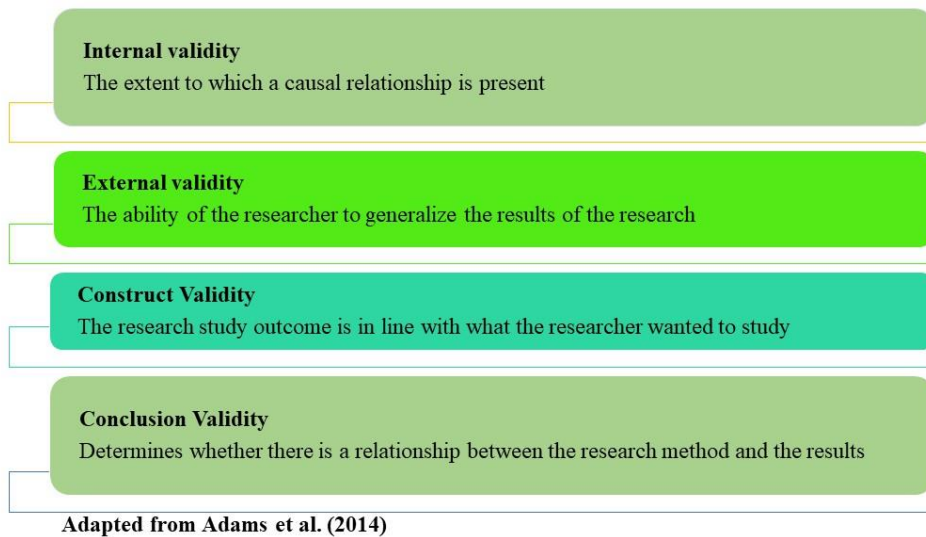 Internal validity
The extent to which a causal relationship is present
External validity
The ability of the researcher to generalize the results of the research
Construct Validity
The research study outcome is in line with what the researcher wanted to study
Conclusion Validity
Determines whether there is a relationship between the research method and the results
Adapted from Adams et al. (2014)